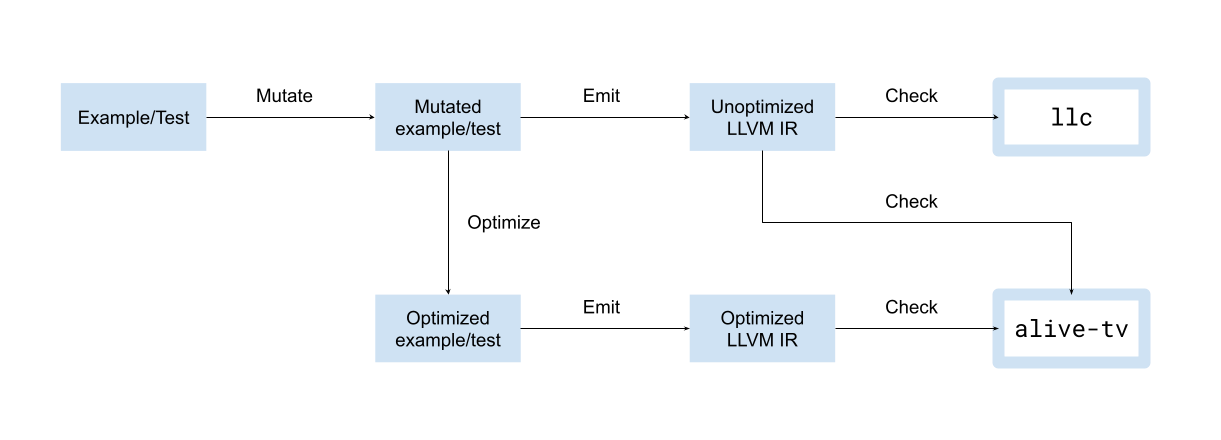 Example/Test
Mutate
Mutated
example/test
Emit
Unoptimized
LLVM IR
Check
llc
Optimize
Check
Optimized
example/test
Emit
Optimized
LLVM IR
Check
alive-tv